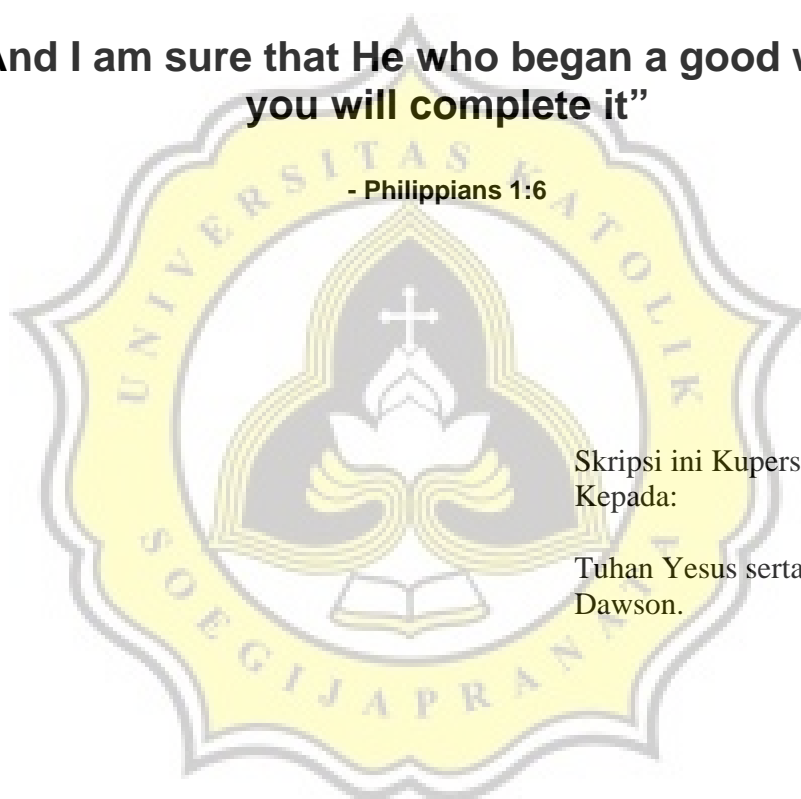 And I am sure that He who began a good w
you will complete it”
- Philippians 1:6
UNIVERSITAS KATOLIK
SOEGIJAPRANATA
Skripsi ini Kupers
Kepada:
Tuhan Yesus serta
Dawson.